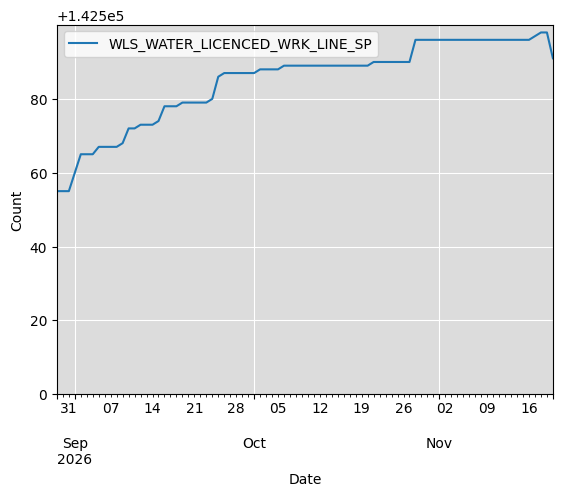 +1.425e5
WLS_WATER_LICENCED_WRK_LINE_SP
80
60
40
20
0
Count
31 07 14 21 28 05 12 19 26 02 09 16
Sep Oct Nov
2026
Date